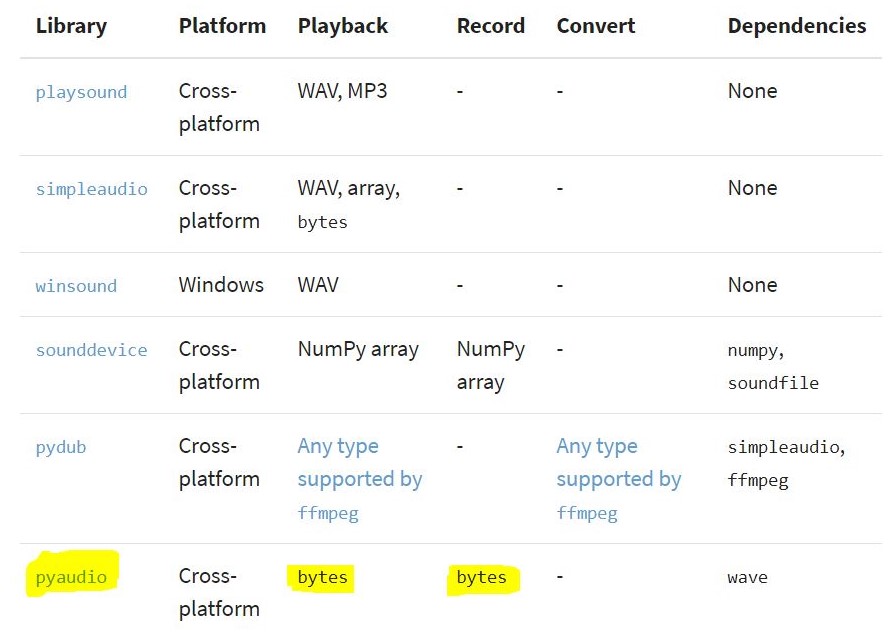 Library Platform Playback Record Convert Dependencies
playsound Cross- WAV, MP3 - - None
platform
simpleaudio Cross- WAV, array, - - None
platform bytes
winsound Windows WAV - - None
sounddevice Cross- NumPy array NumPy - numpy,
platform array soundfile
pydub Cross- Any type - Any type simpleaudio,
platform supported by supported by ffmpeg
ffmpeg ffmpeg
pyaudio Cross- bytes bytes - wave
platform